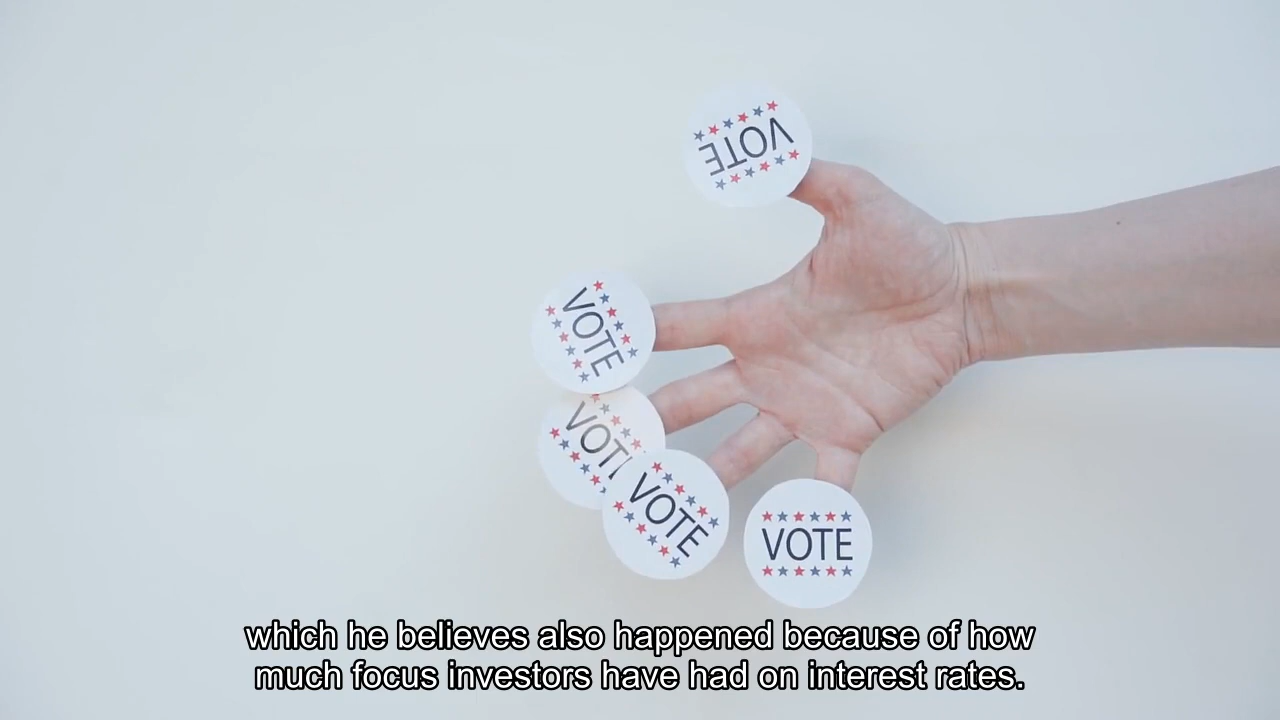 VOTE
VOTE
VOTE
VOTE
VOTE
which he believes also happened because of how
much focus investors have had on interest rates.